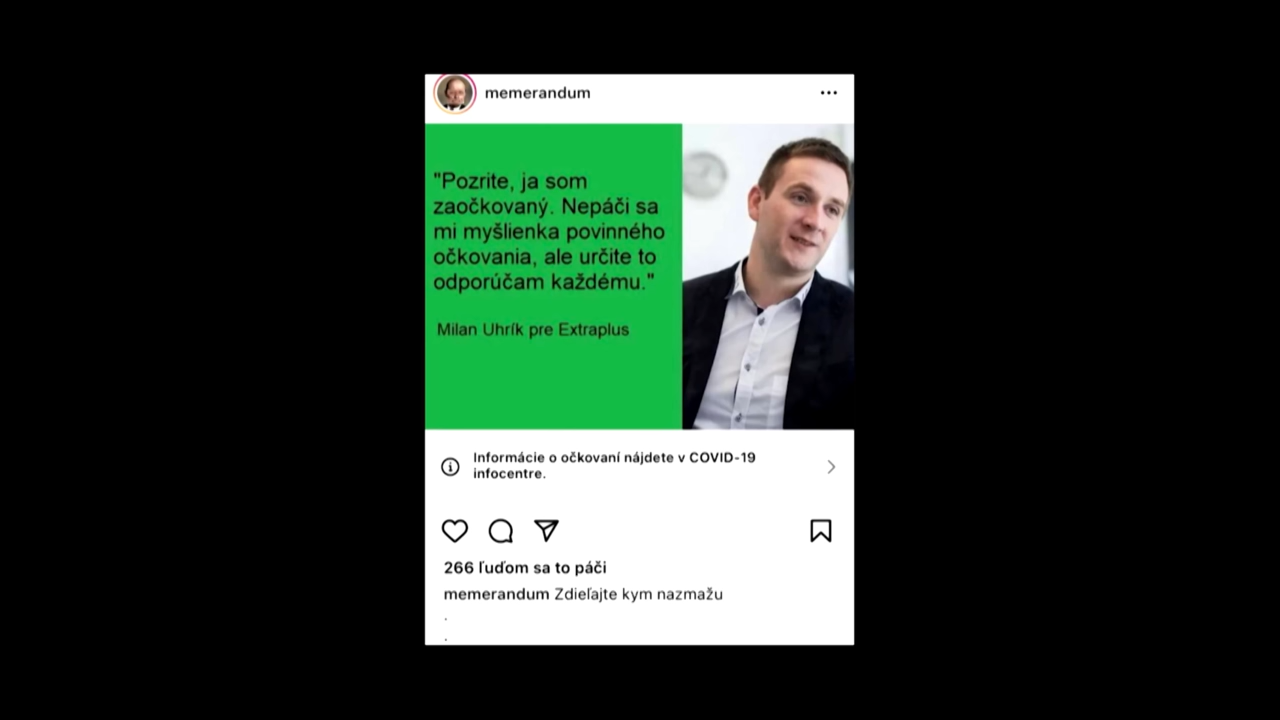 memerandum
"Pozrite, ja som
zaočkovaný. Nepáči sa
mi myšlienka povinného
očkovania, ale určite to
odporúčam každému."
Milan Uhrík pre Extraplus
Informácie o očkovaní nájdete v COVID-19
infocentre.
266 ľuďom sa to páči
memerandum Zdieľajte kym nazmažu
.
.